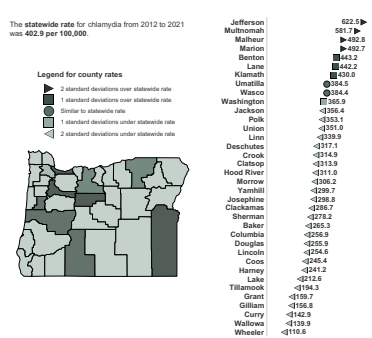 The statewide rate for chlamydia from 2012 to 2021
was 402.9 per 100,000.
Legend for county rates
2 standard deviations over statewide rate
1 standard deviations over statewide rate
Similar to statewide rate
1 standard deviations under statewide rate
2 standard deviations under statewide rate
Jefferson 622.5
Multnomah 581.7
Malheur 492.8
Marion 492.7
Benton 443.2
Lane 442.2
Klamath 430.0
Umatilla 384.5
Wasco 384.4
Washington 365.9
Jackson 356.4
Polk 353.1
Union 351.0
Linn 339.9
Deschutes 317.1
Crook 314.9
Clatsop 313.9
Hood River 311.0
Morrow 306.2
Yamhill 299.7
Josephine 298.8
Clackamas 286.7
Sherman 278.2
Baker 265.3
Columbia 256.9
Douglas 255.9
Lincoln 254.6
Coos 245.4
Harney 241.2
Lake 212.6
Tillamook 194.3
Grant 159.7
Gilliam 156.8
Curry 142.9
Wallowa 139.9
Wheeler 110.6